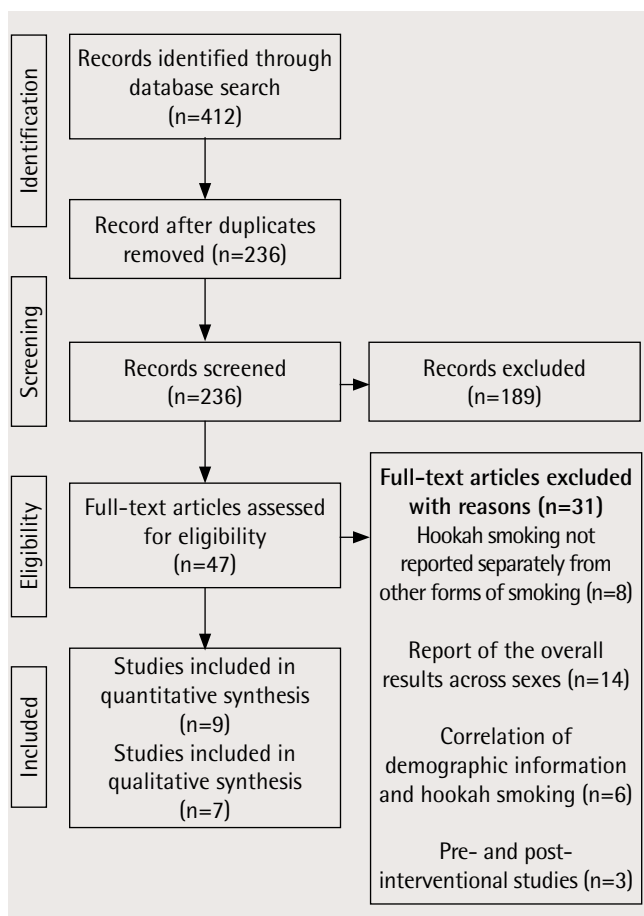 Identification
Records identified through
database search
(n=412)
Record after duplicates
removed (n=236)
Screening
Records screened
(n=236)
Records excluded
(n=189)
Eligibility
Full-text articles assessed
for eligibility
(n=47)
Full-text articles excluded
with reasons (n=31)
Hookah smoking not
reported separately from
other forms of smoking (n=8)
Report of the overall
results across sexes (n=14)
Correlation of
demographic information
and hookah smoking (n=6)
Pre- and post-
interventional studies (n=3)
Included
Studies included in
quantitative synthesis
(n=9)
Studies included in
qualitative synthesis
(n=7)